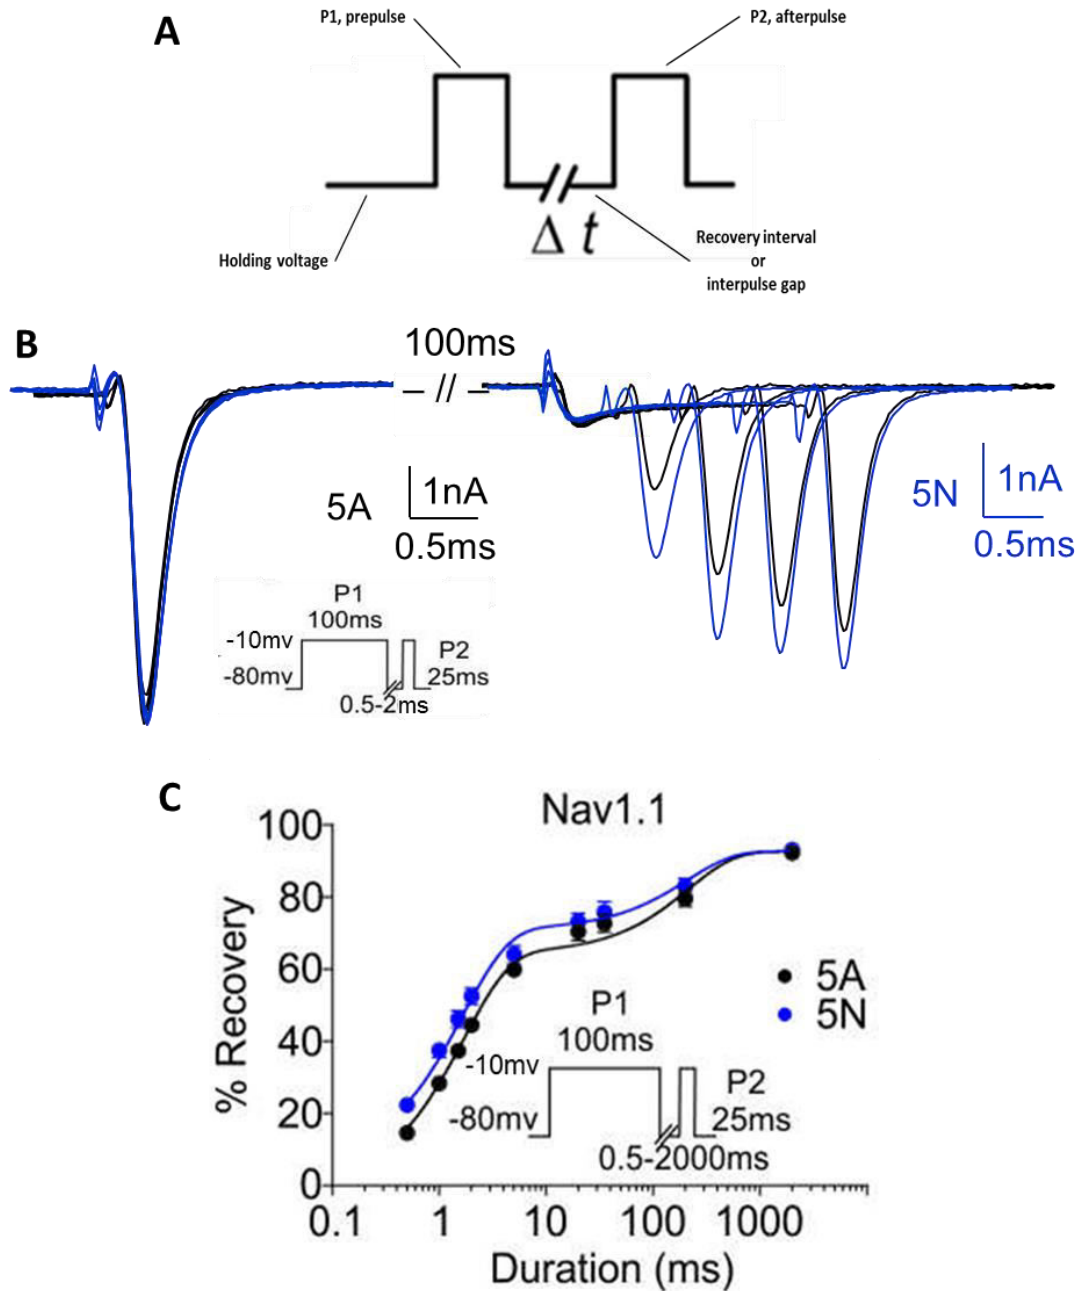 A
P1, prepulse
P2, afterpulse
Δ t
Holding voltage
Recovery interval
or
interpulse gap
B
100ms
5A
1nA
0.5ms
5N
1nA
0.5ms
P1
100ms
-10mv
-80mv
P2
25ms
0.5-2ms
C
Nav1.1
100
80
60
40
20
0
% Recovery
5A
5N
P1
100ms
-10mv
-80mv
P2
25ms
0.5-2000ms
0.1
1
10
100
1000
Duration (ms)